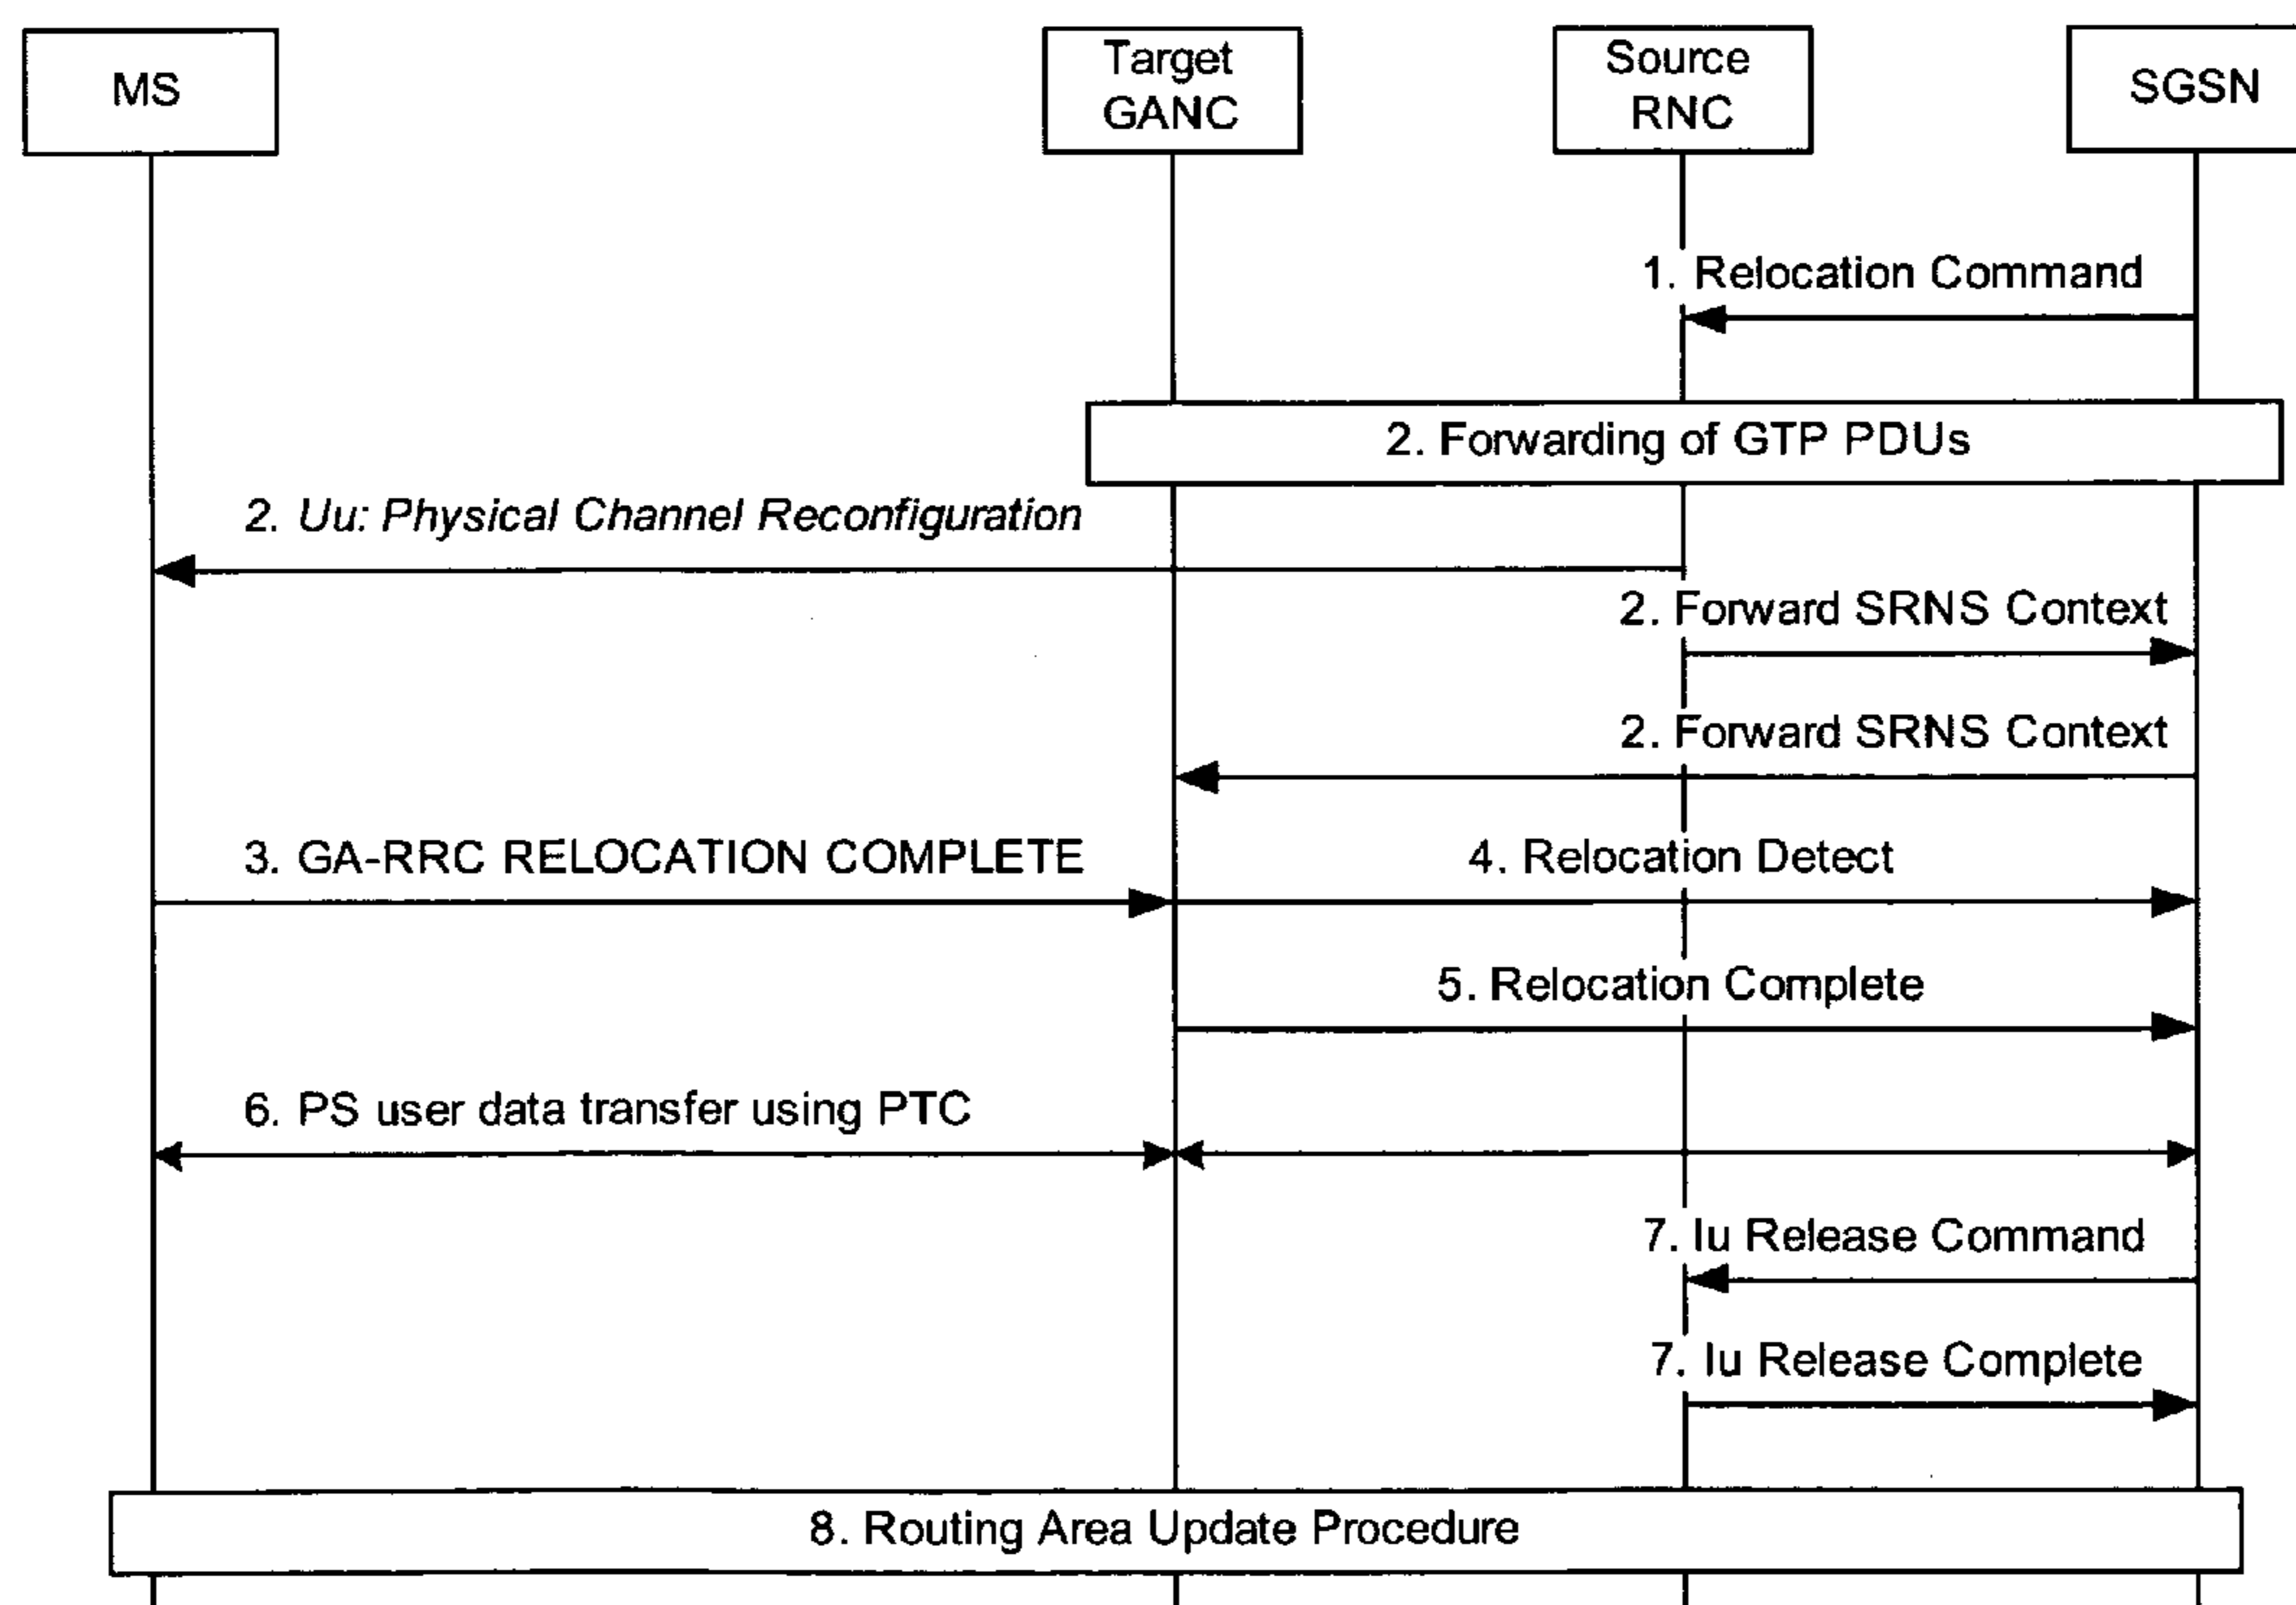 MS
Target
GANC
Source
RNC
SGSN
1. Relocation Command
2. Forwarding of GTP PDUs
2. Uu: Physical Channel Reconfiguration
2. Forward SRNS Context
2. Forward SRNS Context
3. GA-RRC RELOCATION COMPLETE
4. Relocation Detect
5. Relocation Complete
6. PS user data transfer using PTC
7. Iu Release Command
7. Iu Release Complete
8. Routing Area Update Procedure